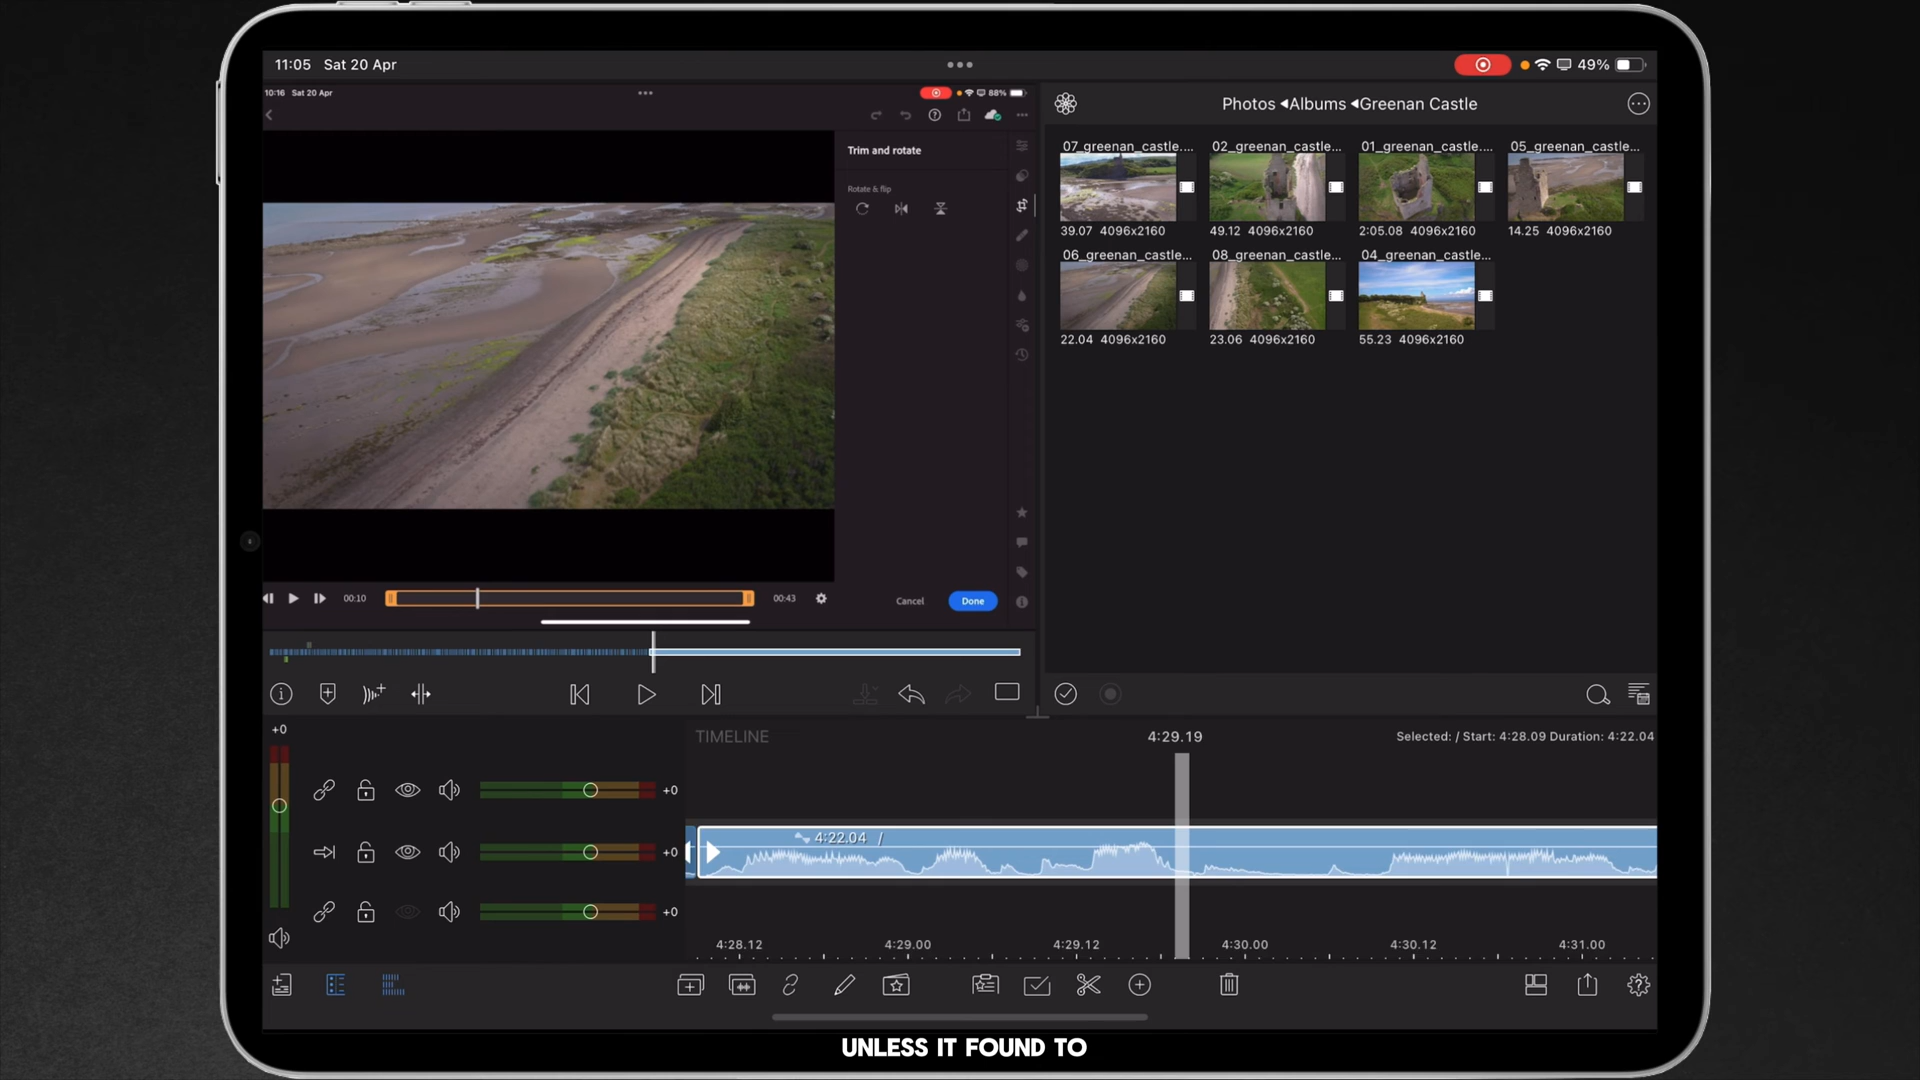 11:05 Sat 20 Apr
49%
10:16 Sat 20 Apr
88%
Trim and rotate
Rotate & flip
00:10
00:43
Cancel
Done
Photos ◀Albums ◀Greenan Castle
07_greenan_castle....
02_greenan_castle...
01_greenan_castle....
05_greenan_castle...
39.07 4096x2160
49.12 4096x2160
2:05.08 4096x2160
14.25 4096x2160
06_greenan_castle...
08_greenan_castle...
04_greenan_castle...
22.04 4096x2160
23.06 4096x2160
55.23 4096x2160
+0
TIMELINE
4:29.19
Selected: / Start: 4:28.09 Duration: 4:22.04
+0
+0
+0
4:22.04 /
4:28.12
4:29.00
4:29.12
4:30.00
4:30.12
4:31.00
UNLESS IT FOUND TO